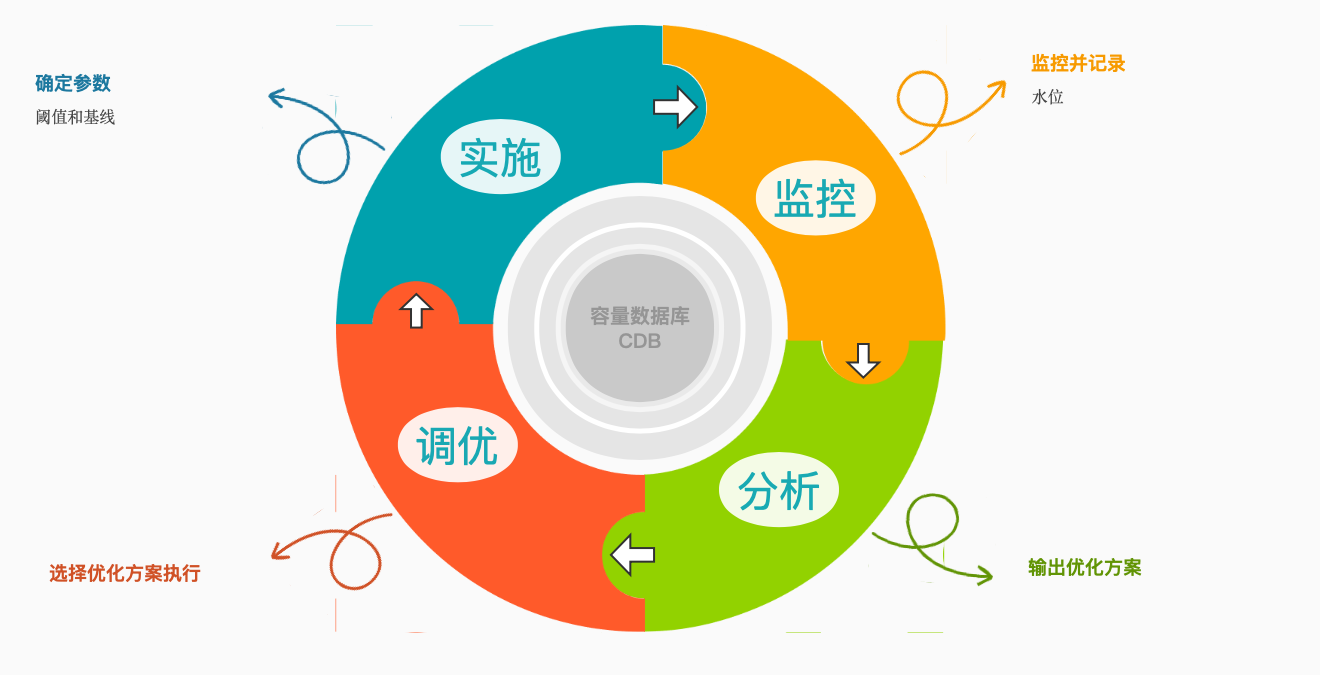 确定参数
阈值和基线
监控并记录
水位
实施
监控
容量数据库
CDB
调优
分析
选择优化方案执行
输出优化方案